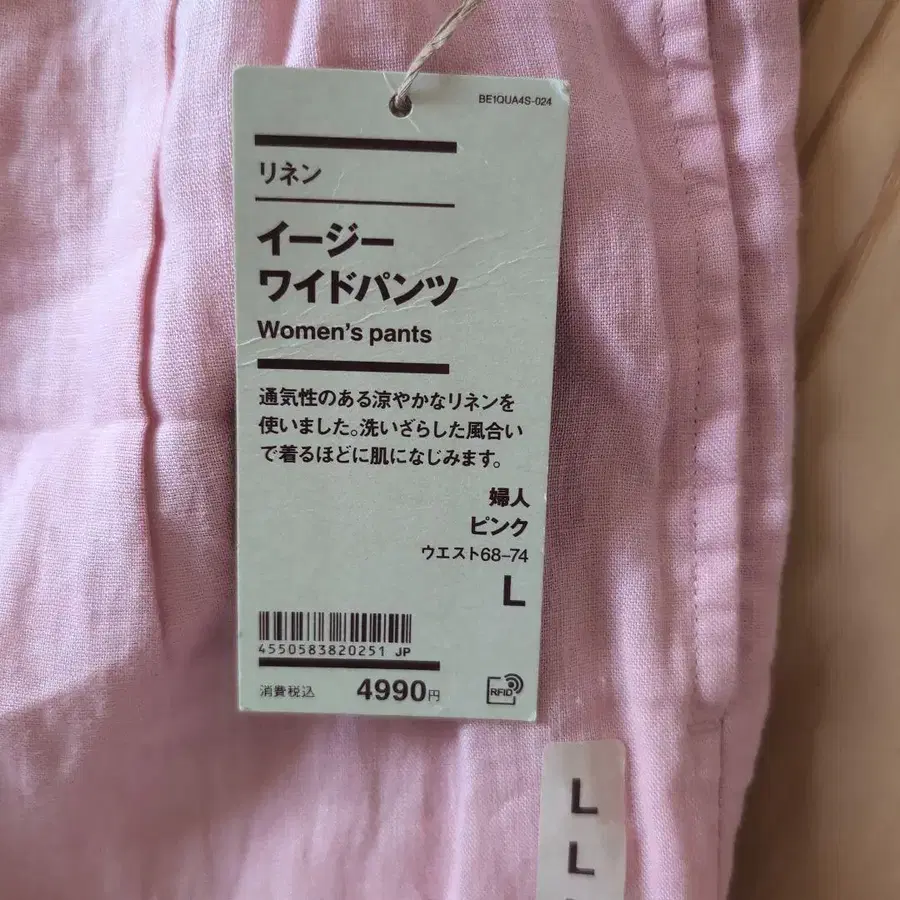 BE1QUA4S-024
リネン
イージー
ワイドパンツ
Women's pants
通気性のある涼やかなリネンを
使いました。洗いざらした風合い
で着るほどに肌になじみます。
婦人
ピンク
ウエスト68–74
L
4550583820251 JP
消費税込 4990円
RFID
L
L